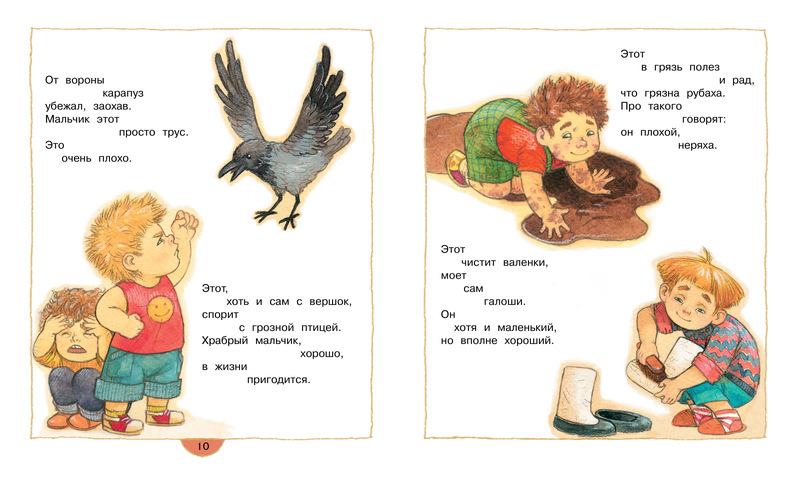 От вороны
карапуз
убежал, заохав.
Мальчик этот
просто трус.
Это
очень плохо.
Этот,
хоть и сам с вершок,
спорит
с грозной птицей.
Храбрый мальчик,
хорошо,
в жизни
пригодится.
10
Этот
в грязь полез
и рад,
что грязна рубаха.
Про такого
говорят:
он плохой,
неряха.
Этот
чистит валенки,
моет
сам
галоши.
Он
хотя и маленький,
но вполне хороший.